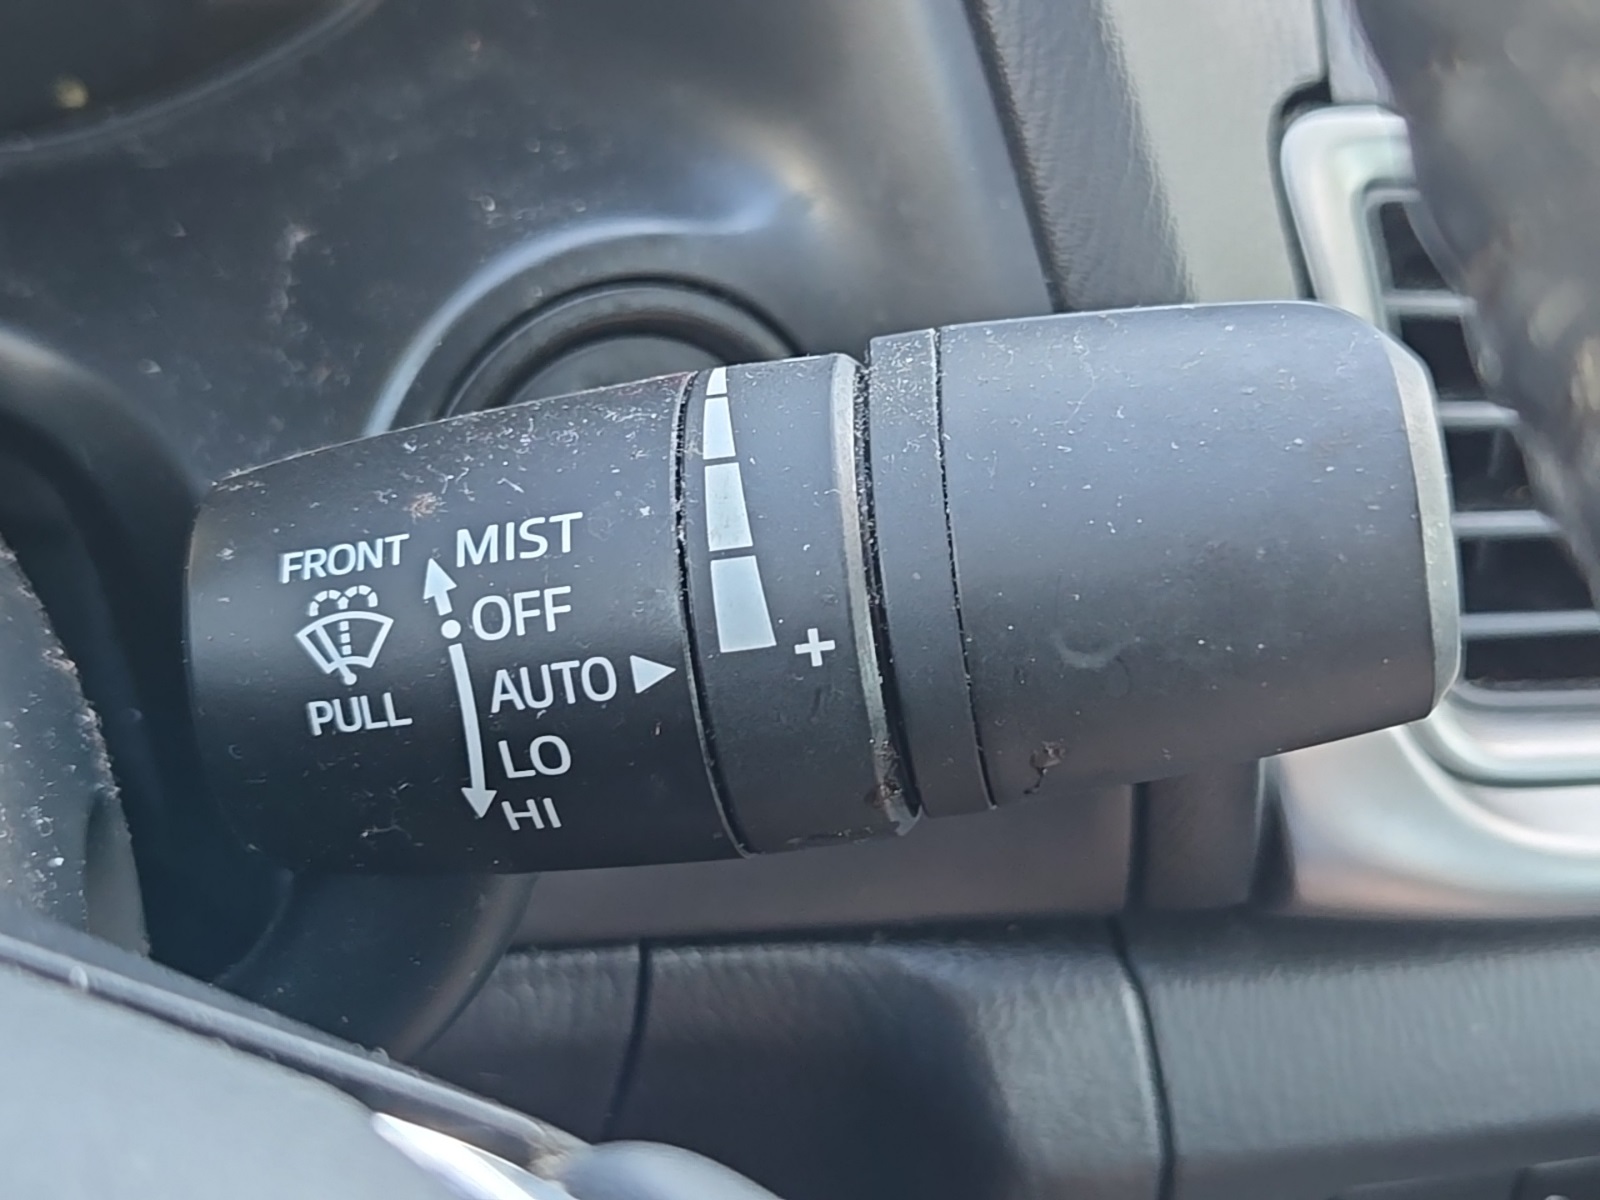 FRONT
PULL
MIST
OFF
AUTO
LO
HI
+